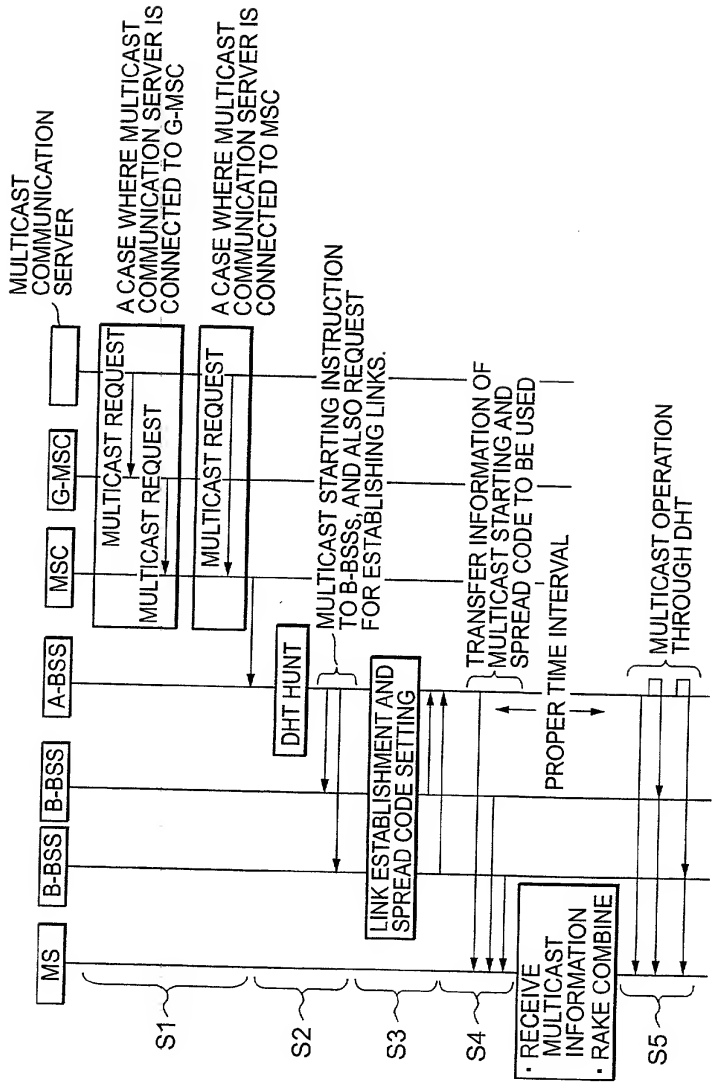 MULTICAST
COMMUNICATION
SERVER
MS
B-BSS
B-BSS
A-BSS
MSC
G-MSC
S1
MULTICAST REQUEST
MULTICAST REQUEST
A CASE WHERE MULTICAST
COMMUNICATION SERVER IS
CONNECTED TO G-MSC
MULTICAST REQUEST
A CASE WHERE MULTICAST
COMMUNICATION SERVER IS
CONNECTED TO MSC
S2
DHT HUNT
MULTICAST STARTING INSTRUCTION
TO B-BSSs, AND ALSO REQUEST
FOR ESTABLISHING LINKS.
S3
LINK ESTABLISHMENT AND
SPREAD CODE SETTING
S4
TRANSFER INFORMATION OF
MULTICAST STARTING AND
SPREAD CODE TO BE USED
PROPER TIME INTERVAL
· RECEIVE
MULTICAST
INFORMATION
· RAKE COMBINE
S5
MULTICAST OPERATION
THROUGH DHT